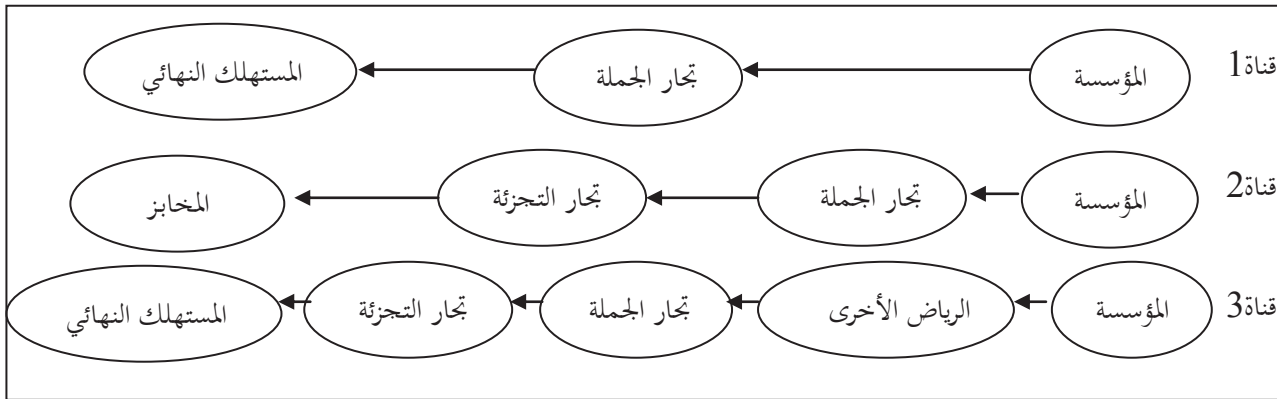 قناة1 المؤسسة تجار الجملة المستهلك النهائي
قناة2 المؤسسة تجار الجملة تجار التجزئة المخابز
قناة3 المؤسسة الرياض الأخرى تجار الجملة تجار التجزئة المستهلك النهائي